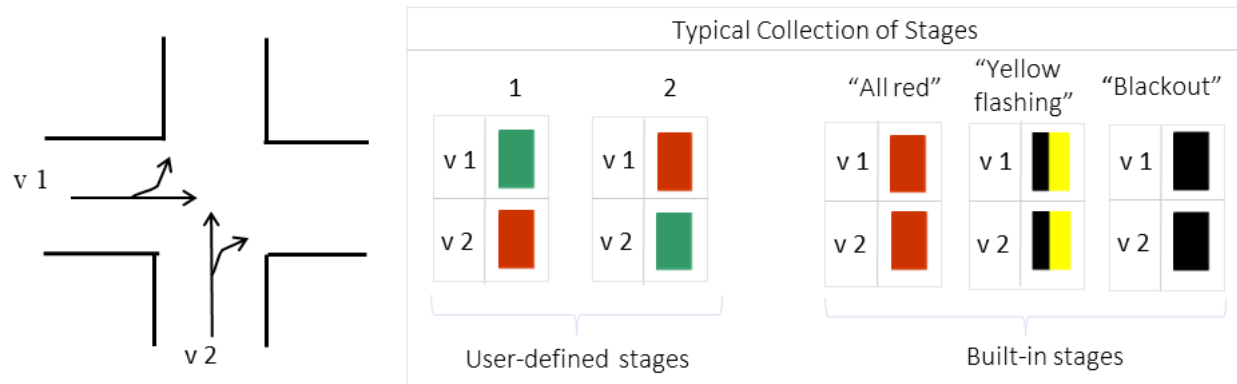 v 1
v 2
Typical Collection of Stages
1
2
"All red"
"Yellow
flashing"
"Blackout"
v 1
v 1
v 1
v 1
v 1
v 2
v 2
v 2
v 2
v 2
User-defined stages
Built-in stages